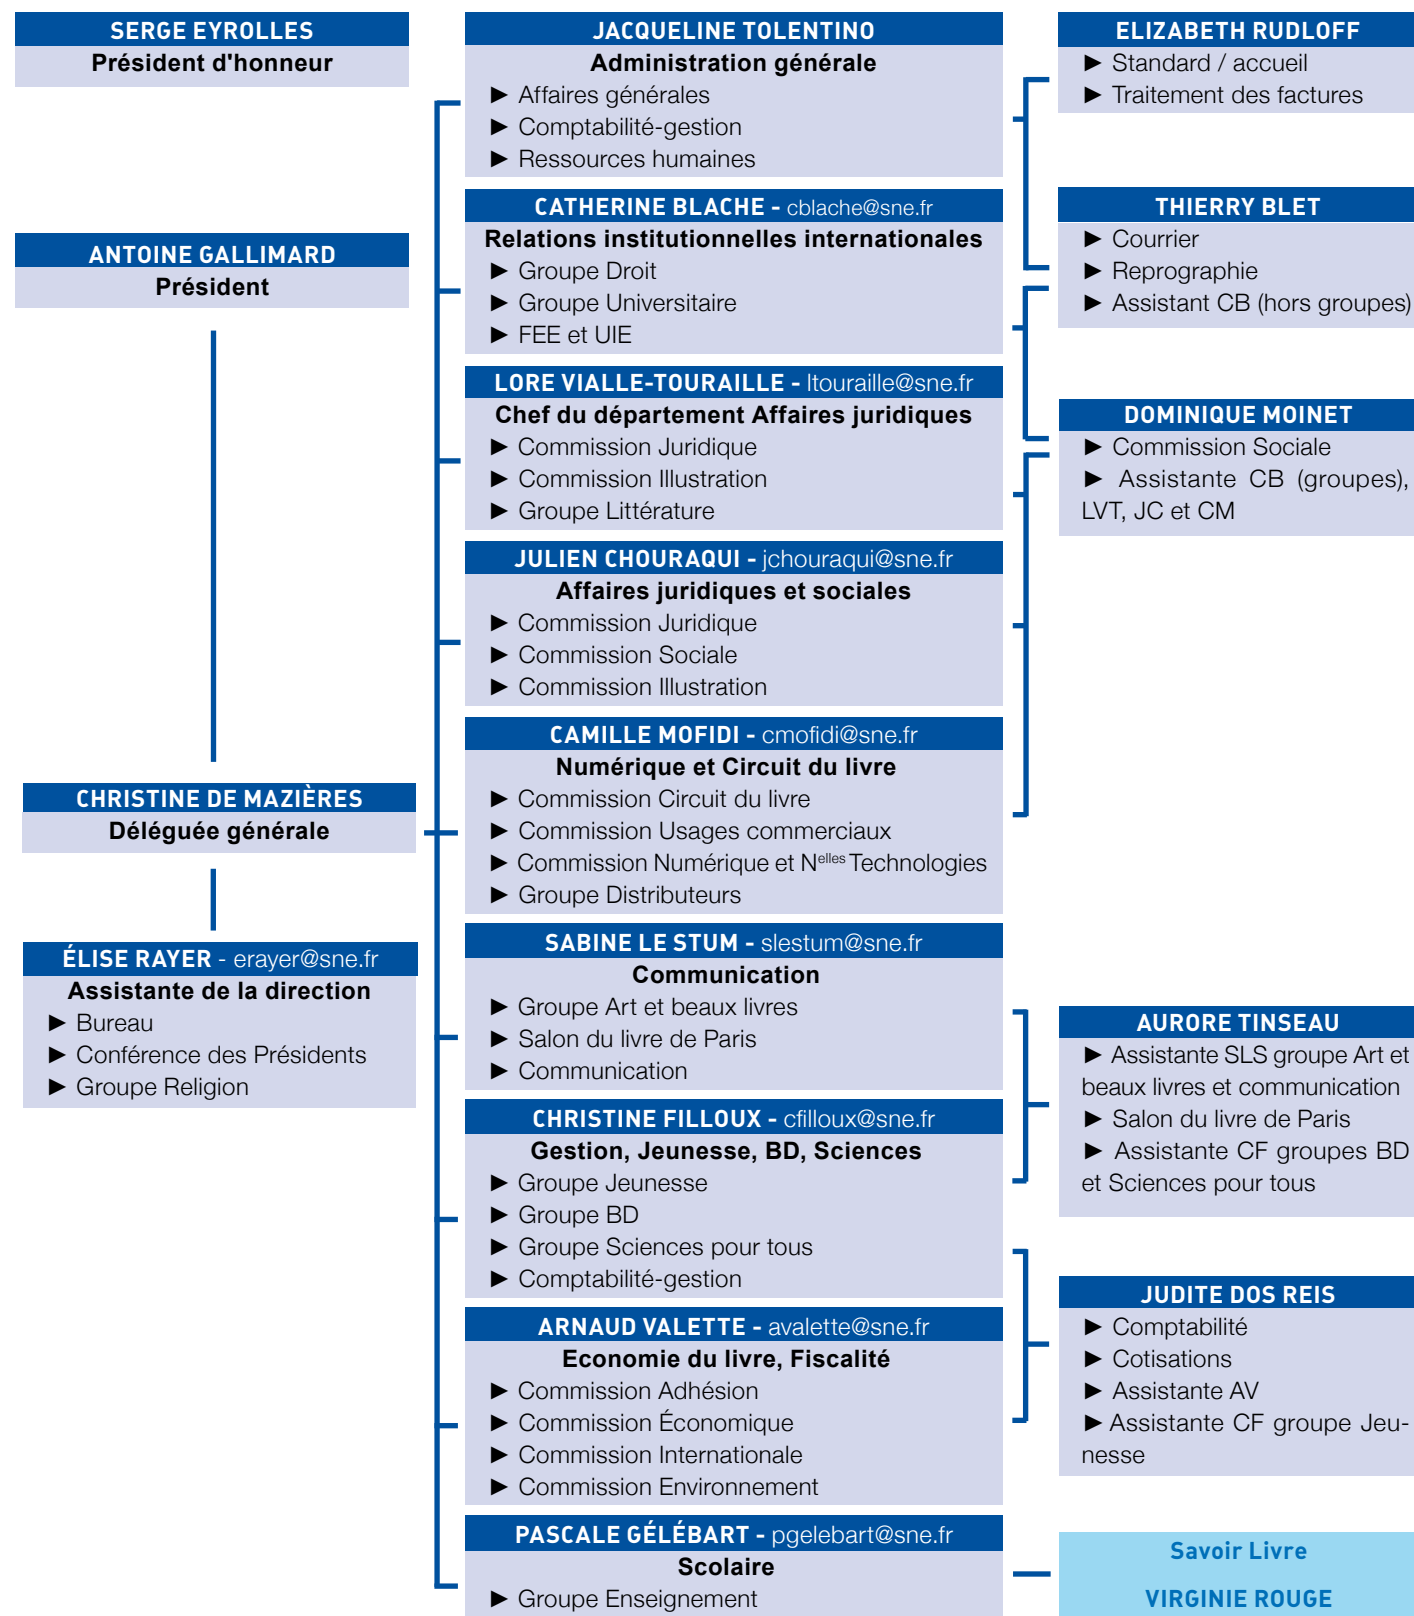 SERGE EYROLLES
Président d'honneur
ANTOINE GALLIMARD
Président
CHRISTINE DE MAZIÈRES
Déléguée générale
ÉLISE RAYER - erayer@sne.fr
Assistante de la direction
► Bureau
► Conférence des Présidents
► Groupe Religion
JACQUELINE TOLENTINO
Administration générale
► Affaires générales
► Comptabilité-gestion
► Ressources humaines
CATHERINE BLACHE - cblache@sne.fr
Relations institutionnelles internationales
► Groupe Droit
► Groupe Universitaire
► FEE et UIE
LORE VIALLE-TOURAILLE - ltouraille@sne.fr
Chef du département Affaires juridiques
► Commission Juridique
► Commission Illustration
► Groupe Littérature
JULIEN CHOURAQUI - jchouraqui@sne.fr
Affaires juridiques et sociales
► Commission Juridique
► Commission Sociale
► Commission Illustration
CAMILLE MOFIDI - cmofidi@sne.fr
Numérique et Circuit du livre
► Commission Circuit du livre
► Commission Usages commerciaux
► Commission Numérique et Nelles Technologies
► Groupe Distributeurs
SABINE LE STUM - slestum@sne.fr
Communication
► Groupe Art et beaux livres
► Salon du livre de Paris
► Communication
CHRISTINE FILLOUX - cfilloux@sne.fr
Gestion, Jeunesse, BD, Sciences
► Groupe Jeunesse
► Groupe BD
► Groupe Sciences pour tous
► Comptabilité-gestion
ARNAUD VALETTE - avalette@sne.fr
Economie du livre, Fiscalité
► Commission Adhésion
► Commission Économique
► Commission Internationale
► Commission Environnement
PASCALE GÉLÉBART - pgelebart@sne.fr
Scolaire
► Groupe Enseignement
ELIZABETH RUDLOFF
► Standard / accueil
► Traitement des factures
THIERRY BLET
► Courrier
► Reprographie
► Assistant CB (hors groupes)
DOMINIQUE MOINET
► Commission Sociale
► Assistante CB (groupes),
LVT, JC et CM
AURORE TINSEAU
► Assistante SLS groupe Art et
beaux livres et communication
► Salon du livre de Paris
► Assistante CF groupes BD
et Sciences pour tous
JUDITE DOS REIS
► Comptabilité
► Cotisations
► Assistante AV
► Assistante CF groupe Jeu-
nesse
Savoir Livre
VIRGINIE ROUGE